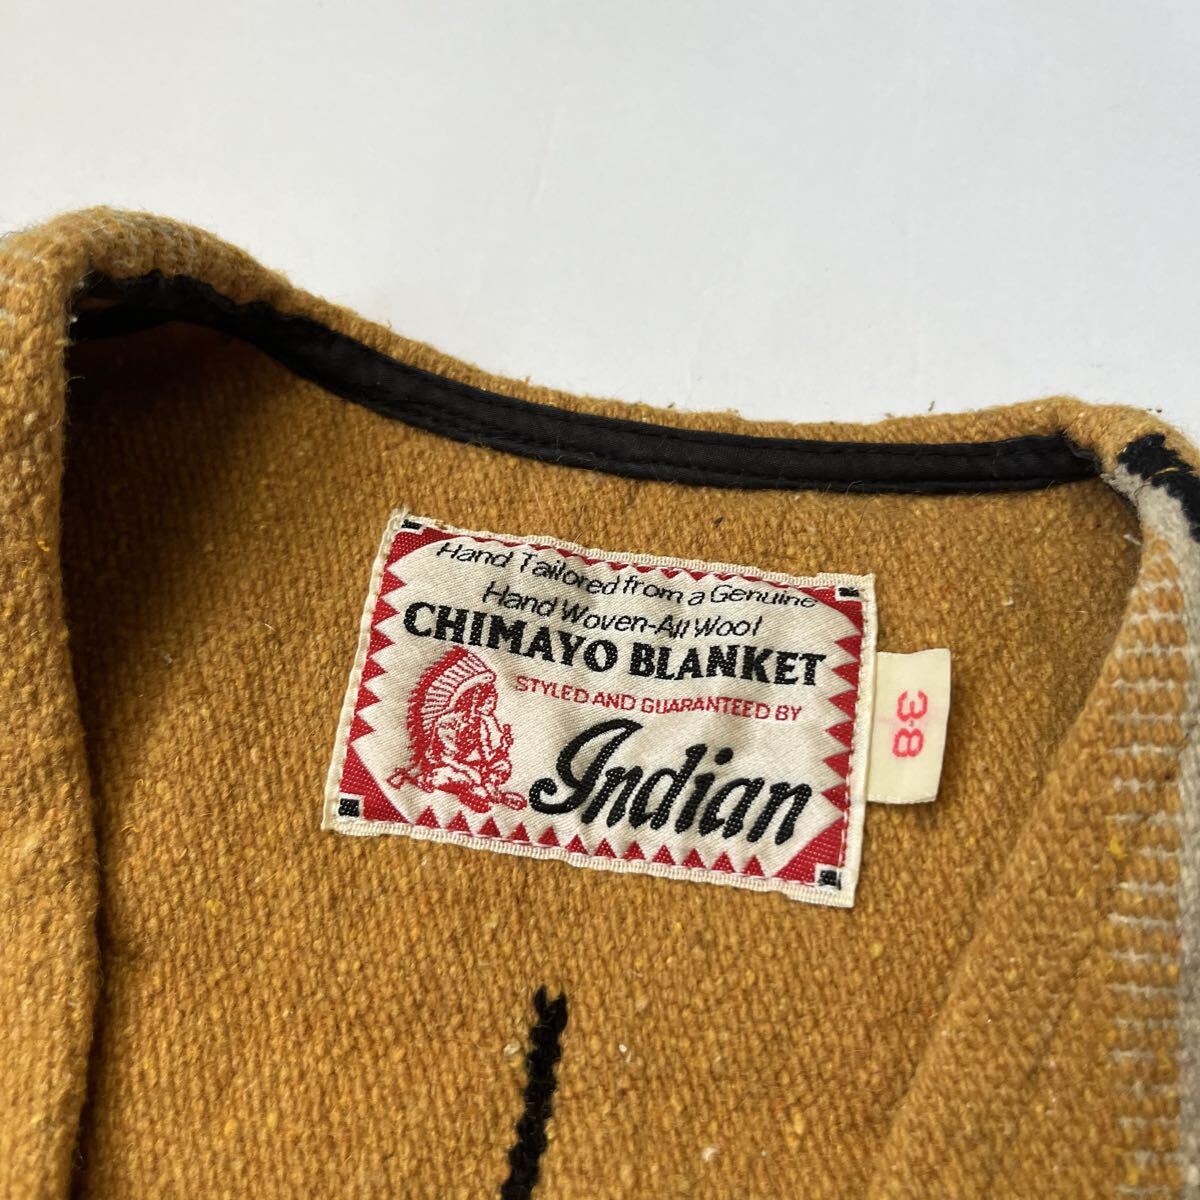 Hand Tailored from a Genuine
Hand Woven-All Wool
CHIMAYO BLANKET
STYLED AND GUARANTEED BY
Indian
38